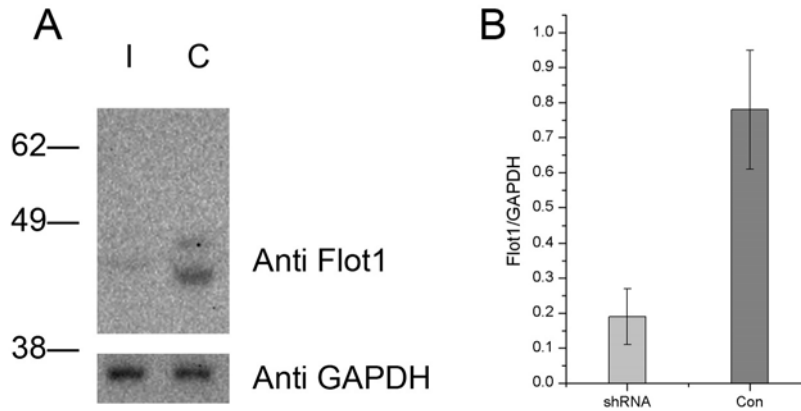 A
I C
62
49
Anti Flot1
38
Anti GAPDH
B
1.0
0.9
0.8
0.7
0.6
0.5
0.4
0.3
0.2
0.1
0.0
Flot1/GAPDH
shRNA Con